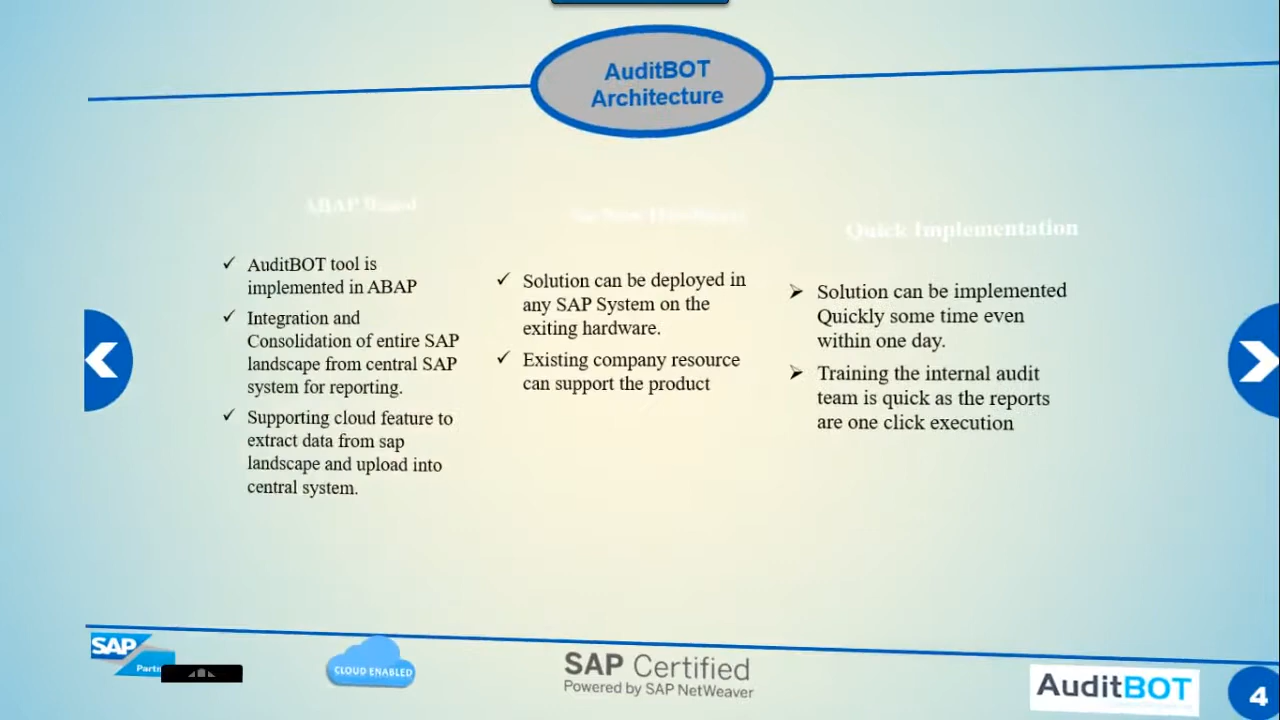 AuditBOT
Architecture
ABAP Based
AuditBOT tool is
implemented in ABAP
Integration and
Consolidation of entire SAP
landscape from central SAP
system for reporting.
Supporting cloud feature to
extract data from sap
landscape and upload into
central system.
Solution can be deployed in
any SAP System on the
exiting hardware.
Existing company resource
can support the product
Quick Implementation
Solution can be implemented
Quickly some time even
within one day.
Training the internal audit
team is quick as the reports
are one click execution
SAP
CLOUD ENABLED
SAP Certified
Powered by SAP NetWeaver
AuditBOT
4